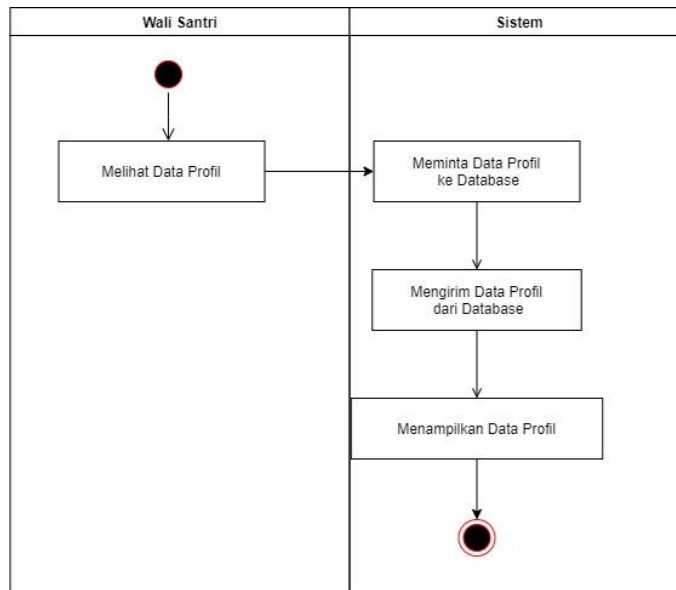 Wali Santri
Sistem
Melihat Data Profil
Meminta Data Profil
ke Database
Mengirim Data Profil
dari Database
Menampilkan Data Profil